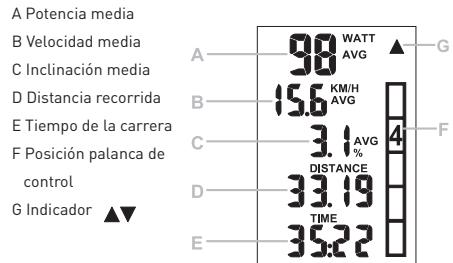 A Potencia media
B Velocidad media
C Inclinación media
D Distancia recorrida
E Tiempo de la carrera
F Posición palanca de
control
G Indicador ▲▼
A
98 WATT AVG
▲
G
B
15.6 KM/H AVG
C
3.1 AVG %
4
F
DISTANCE
D
33.19
TIME
E
35:22